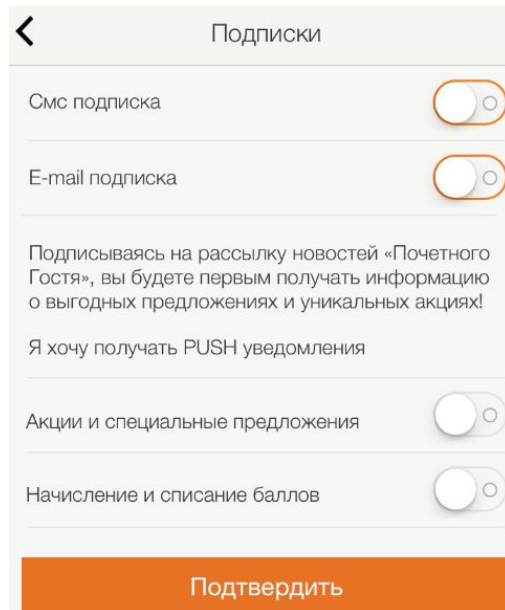 Подписки
Смс подписка
E-mail подписка
Подписываясь на рассылку новостей «Почетного
Гостя», вы будете первым получать информацию
о выгодных предложениях и уникальных акциях!
Я хочу получать PUSH уведомления
Акции и специальные предложения
Начисление и списание баллов
Подтвердить